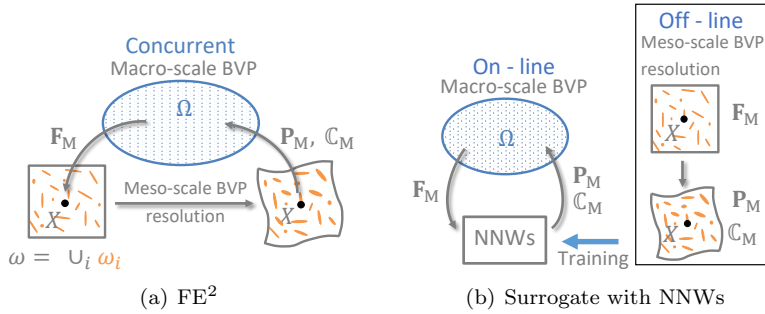 Concurrent
Macro-scale BVP
Ω
𝐅_M
𝐏_M, ℂ_M
Meso-scale BVP
resolution
X
X
ω = ∪_i ω_i
(a) FE²
On - line
Macro-scale BVP
Ω
𝐅_M
𝐏_M
ℂ_M
NNWs
Training
Off - line
Meso-scale BVP
resolution
X
𝐅_M
X
𝐏_M
ℂ_M
(b) Surrogate with NNWs